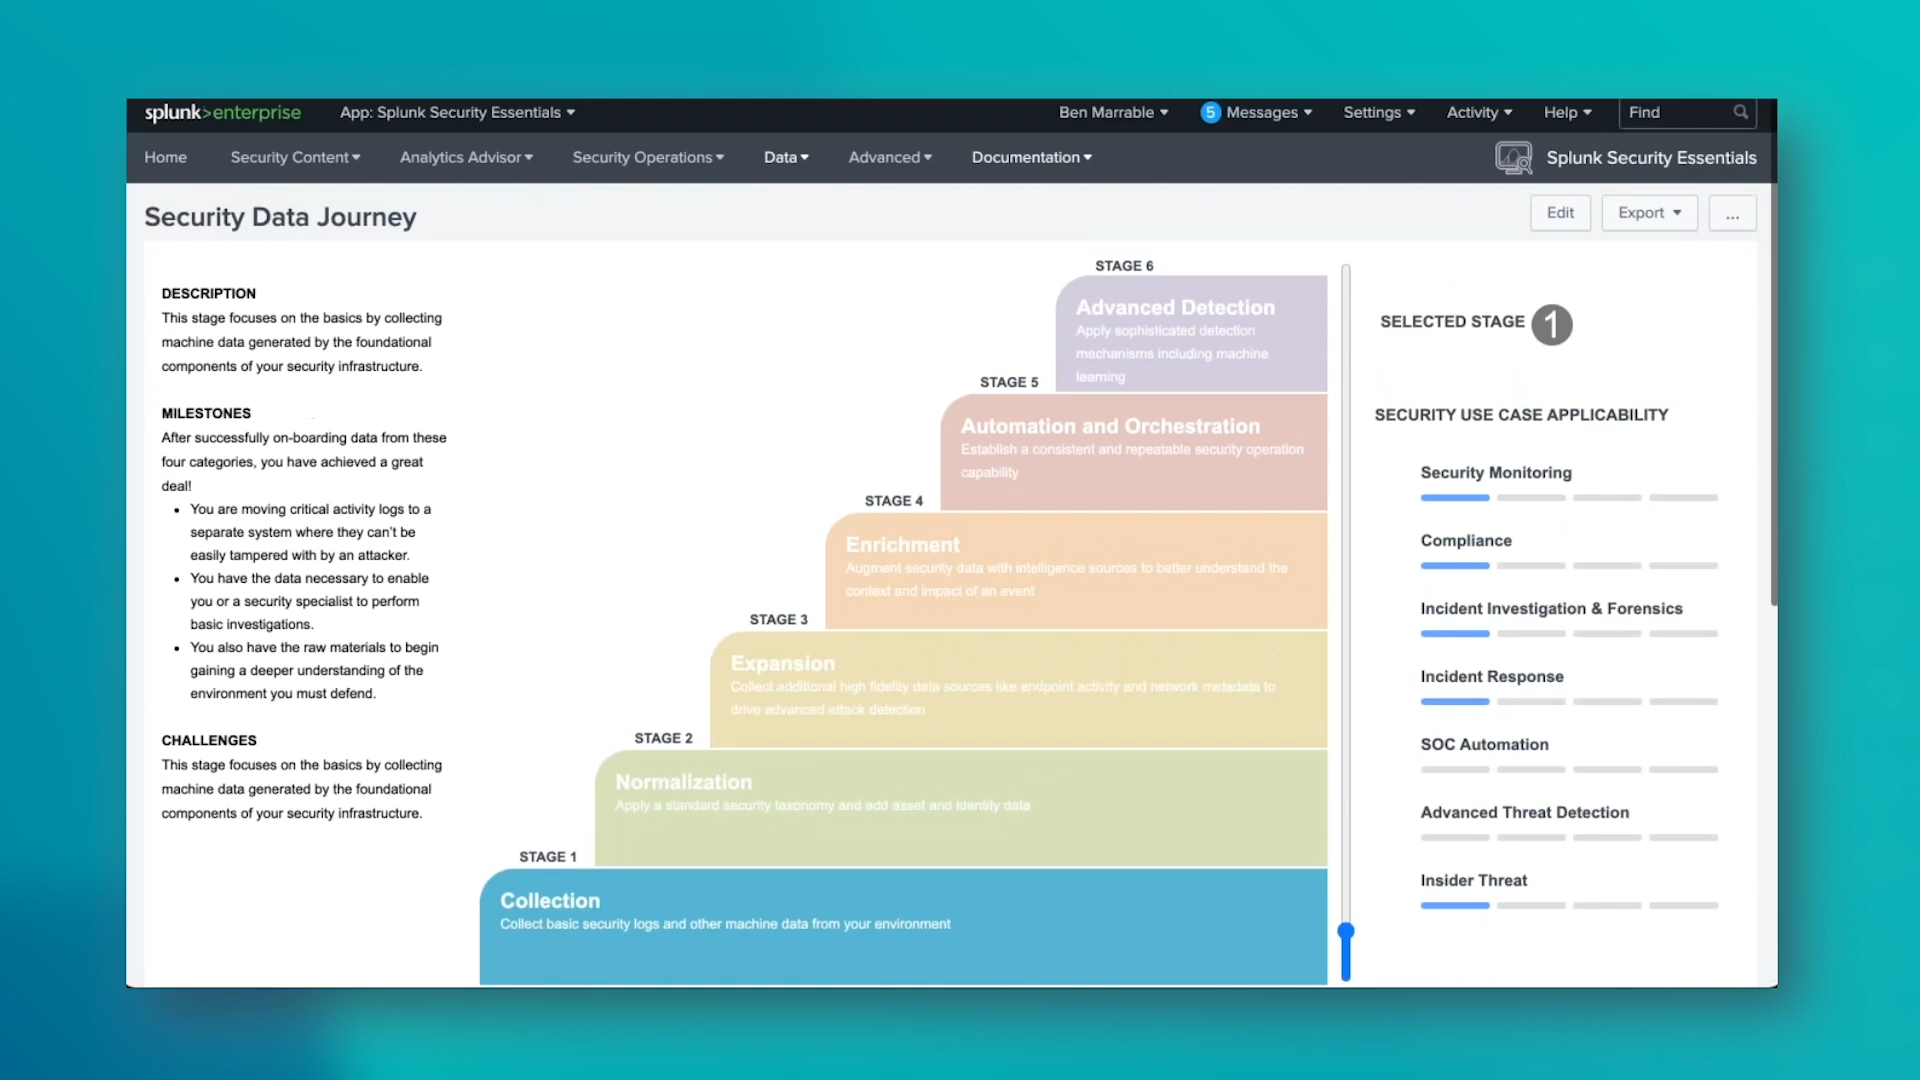 splunk>enterprise App: Splunk Security Essentials Ben Marrable 5 Messages Settings Activity Help Find
Home Security Content Analytics Advisor Security Operations Data Advanced Documentation Splunk Security Essentials
Security Data Journey
Edit Export ...
DESCRIPTION
This stage focuses on the basics by collecting
machine data generated by the foundational
components of your security infrastructure.
MILESTONES
After successfully on-boarding data from these
four categories, you have achieved a great
deal!
• You are moving critical activity logs to a
separate system where they can't be
easily tampered with by an attacker.
• You have the data necessary to enable
you or a security specialist to perform
basic investigations.
• You also have the raw materials to begin
gaining a deeper understanding of the
environment you must defend.
CHALLENGES
This stage focuses on the basics by collecting
machine data generated by the foundational
components of your security infrastructure.
STAGE 6
Advanced Detection
Apply sophisticated detection
mechanisms including machine
learning
STAGE 5
Automation and Orchestration
Establish a consistent and repeatable security operation
capability
STAGE 4
Enrichment
Augment security data with intelligence sources to better understand the
context and impact of an event
STAGE 3
Expansion
Collect additional high fidelity data sources like endpoint activity and network metadata to
drive advanced attack detection
STAGE 2
Normalization
Apply a standard security taxonomy and add asset and identity data
STAGE 1
Collection
Collect basic security logs and other machine data from your environment
SELECTED STAGE 1
SECURITY USE CASE APPLICABILITY
Security Monitoring
Compliance
Incident Investigation & Forensics
Incident Response
SOC Automation
Advanced Threat Detection
Insider Threat